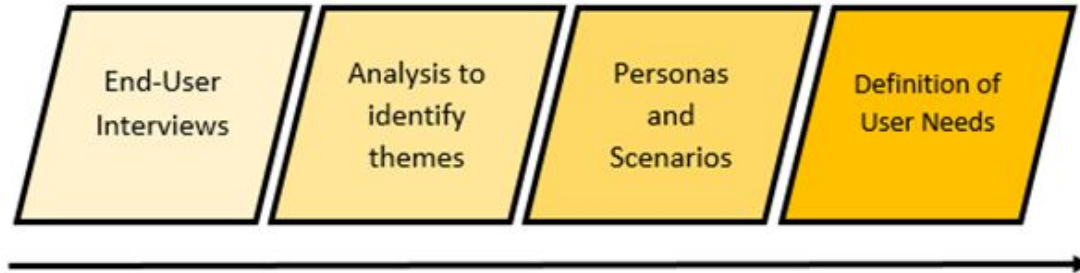 End-User
Interviews
Analysis to
identify
themes
Personas
and
Scenarios
Definition of
User Needs